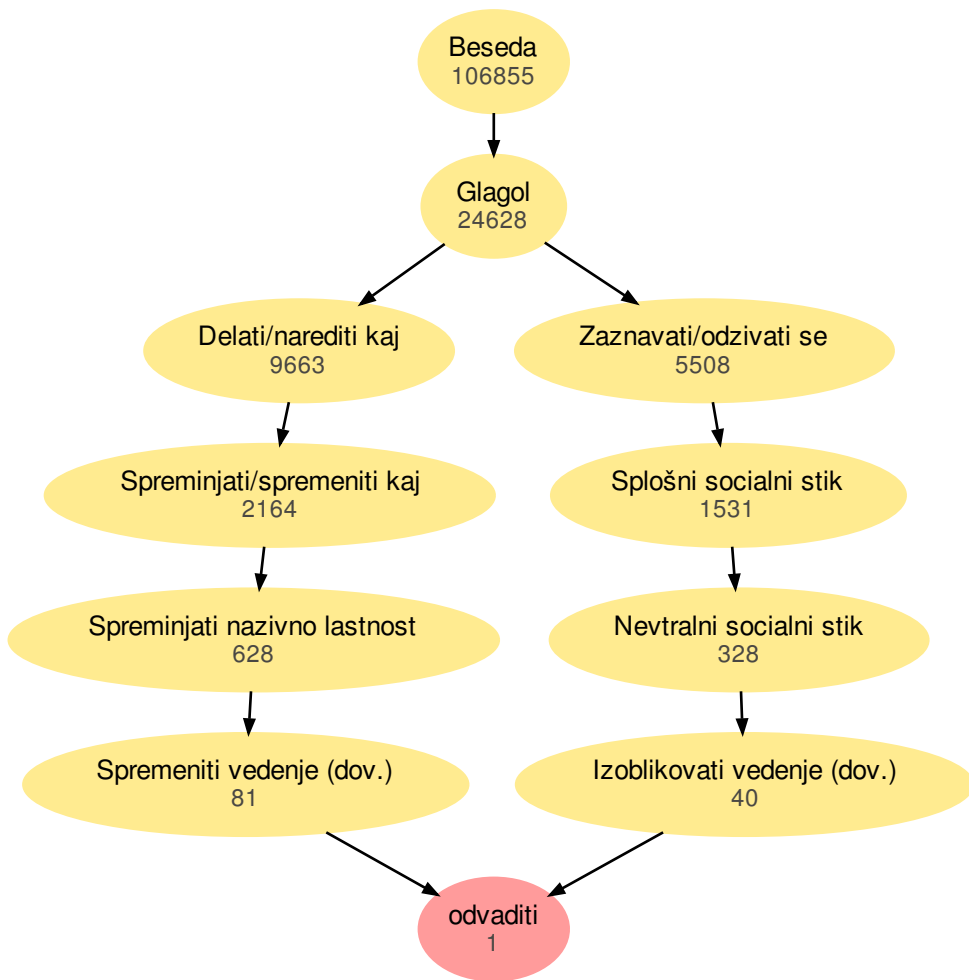 Beseda
106855
Glagol
24628
Delati/narediti kaj
9663
Zaznavati/odzivati se
5508
Spreminjati/spremeniti kaj
2164
Splošni socialni stik
1531
Spreminjati nazivno lastnost
628
Nevtralni socialni stik
328
Spremeniti vedenje (dov.)
81
Izoblikovati vedenje (dov.)
40
odvaditi
1